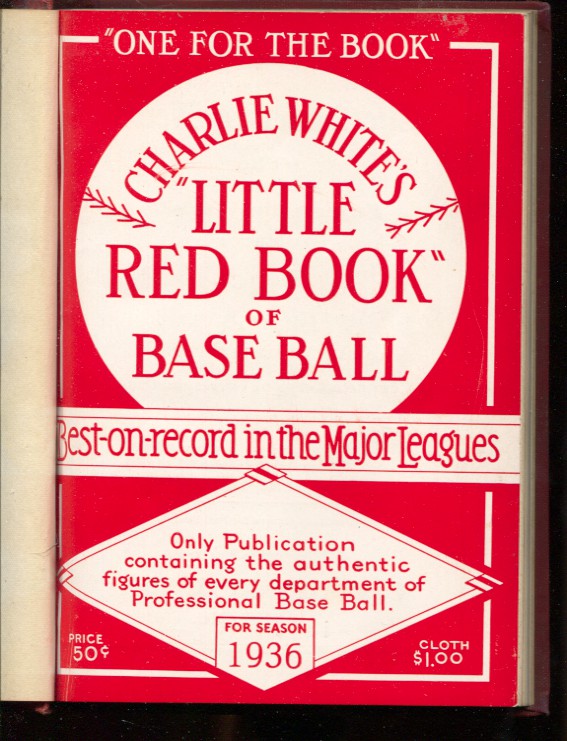 "ONE FOR THE BOOK"
CHARLIE WHITE'S
"LITTLE
RED BOOK"
OF
BASE BALL
Best-on-record in the Major Leagues
Only Publication
containing the authentic
figures of every department of
Professional Base Ball.
FOR SEASON
1936
PRICE
50¢
CLOTH
$1.00